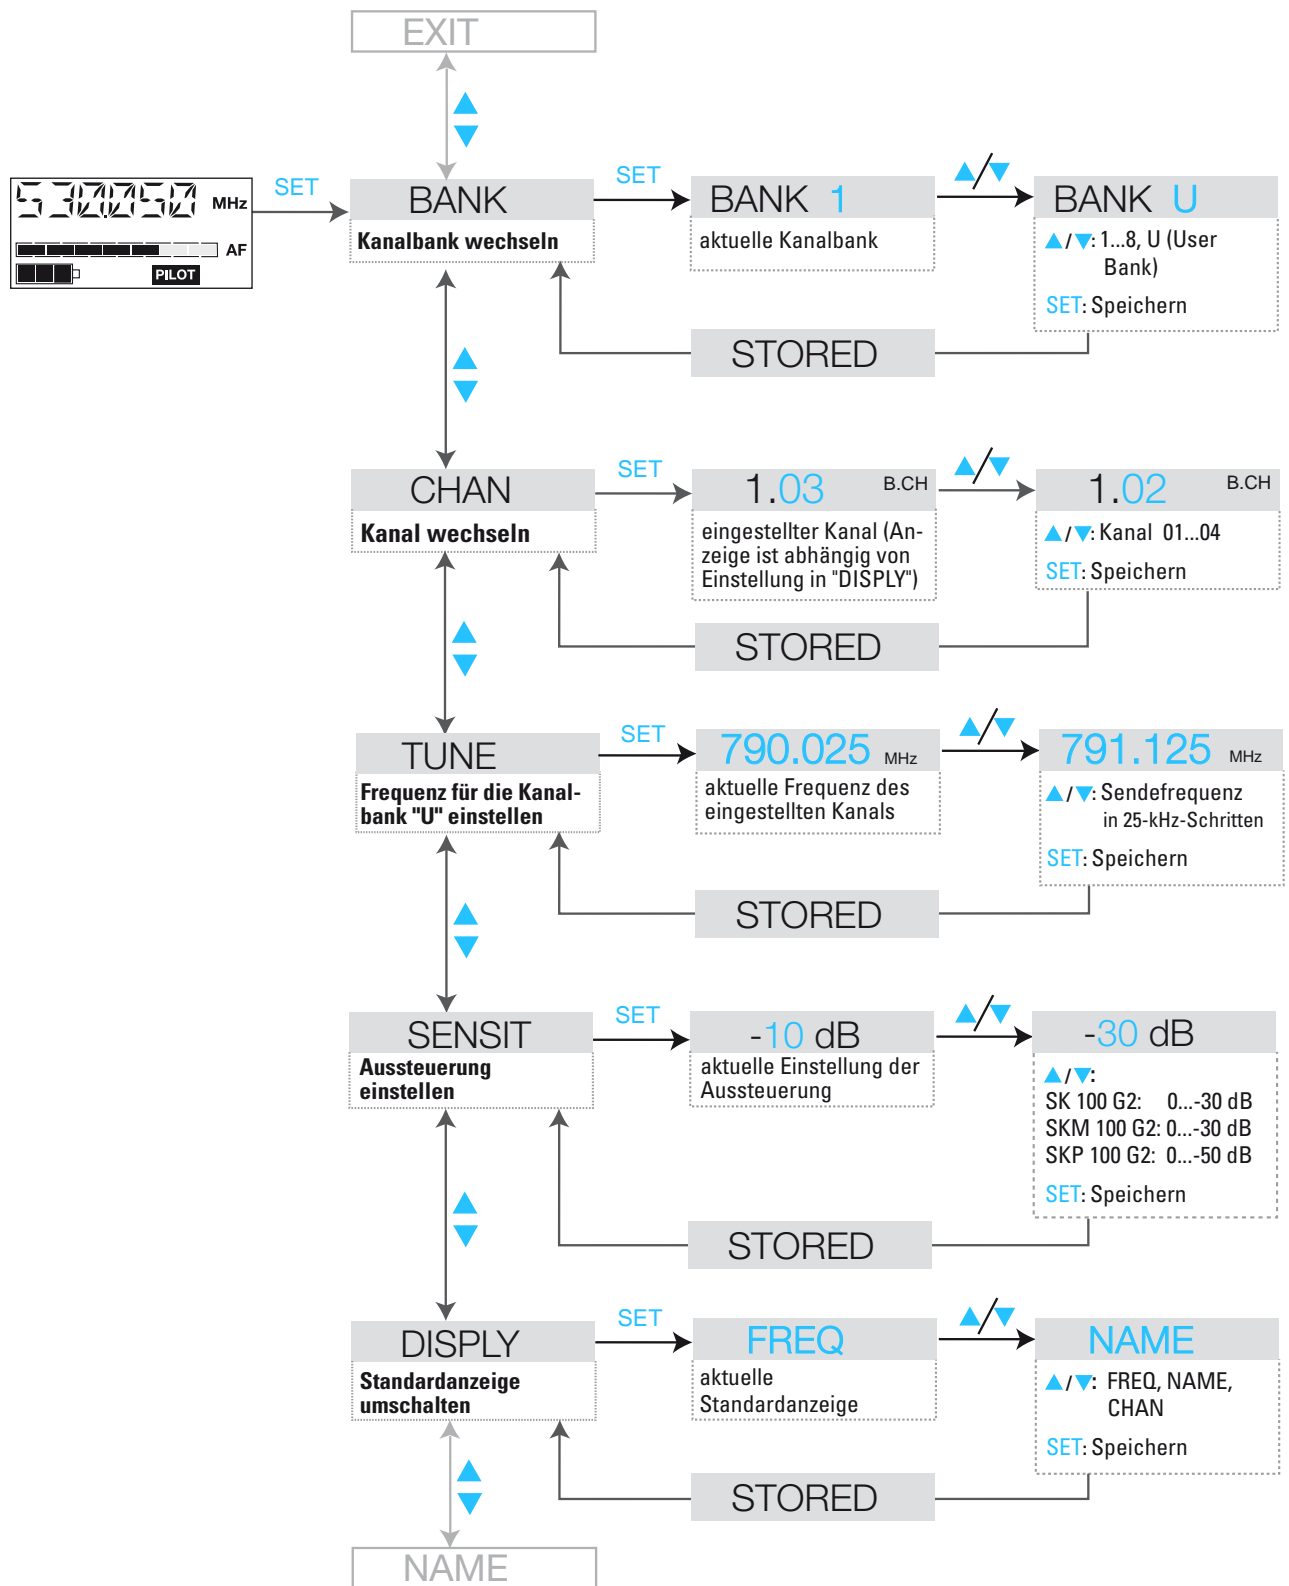 EXIT
530.050 MHz
AF
PILOT
SET
BANK
Kanalbank wechseln
SET
BANK 1
aktuelle Kanalbank
▲/▼
BANK U
▲/▼: 1...8, U (User
Bank)
SET: Speichern
STORED
CHAN
Kanal wechseln
SET
1.03 B.CH
eingestellter Kanal (An-
zeige ist abhängig von
Einstellung in "DISPLY")
▲/▼
1.02 B.CH
▲/▼: Kanal 01...04
SET: Speichern
STORED
TUNE
Frequenz für die Kanal-
bank "U" einstellen
SET
790.025 MHz
aktuelle Frequenz des
eingestellten Kanals
▲/▼
791.125 MHz
▲/▼: Sendefrequenz
in 25-kHz-Schritten
SET: Speichern
STORED
SENSIT
Aussteuerung
einstellen
SET
-10 dB
aktuelle Einstellung der
Aussteuerung
▲/▼
-30 dB
▲/▼:
SK 100 G2: 0...-30 dB
SKM 100 G2: 0...-30 dB
SKP 100 G2: 0...-50 dB
SET: Speichern
STORED
DISPLY
Standardanzeige
umschalten
SET
FREQ
aktuelle
Standardanzeige
▲/▼
NAME
▲/▼: FREQ, NAME,
CHAN
SET: Speichern
STORED
NAME